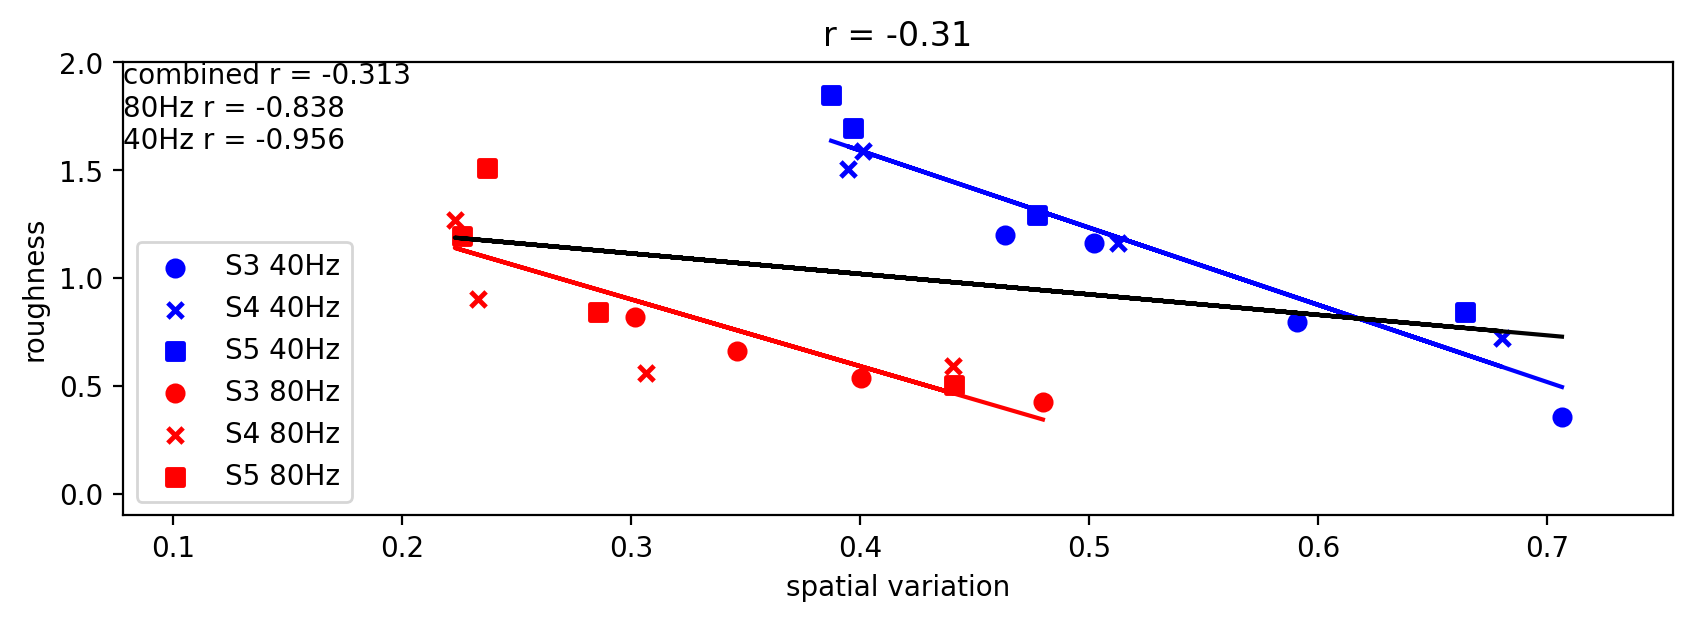 r = -0.31
combined r = -0.313
80Hz r = -0.838
40Hz r = -0.956
2.0
1.5
1.0
0.5
0.0
roughness
S3 40Hz
S4 40Hz
S5 40Hz
S3 80Hz
S4 80Hz
S5 80Hz
0.1 0.2 0.3 0.4 0.5 0.6 0.7
spatial variation